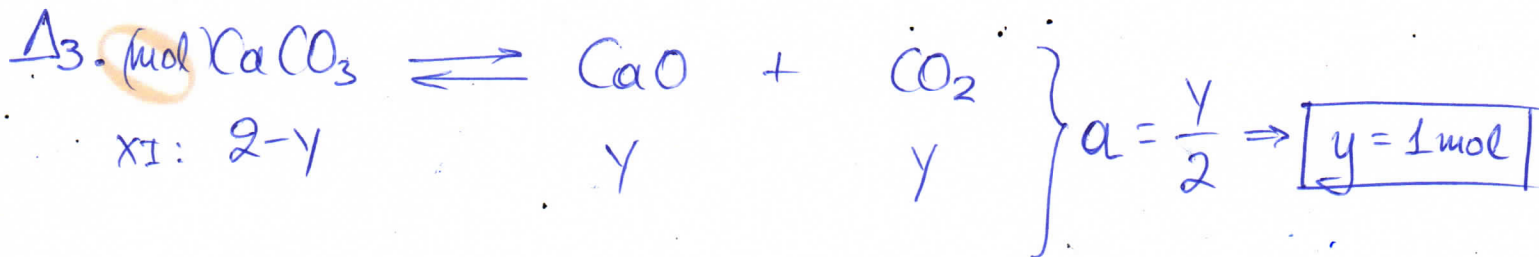 Δ3. (mol) CaCO₃ ⇌ CaO + CO₂
XI: 2-y y y } a = y/2 ⇒ y = 1 mol